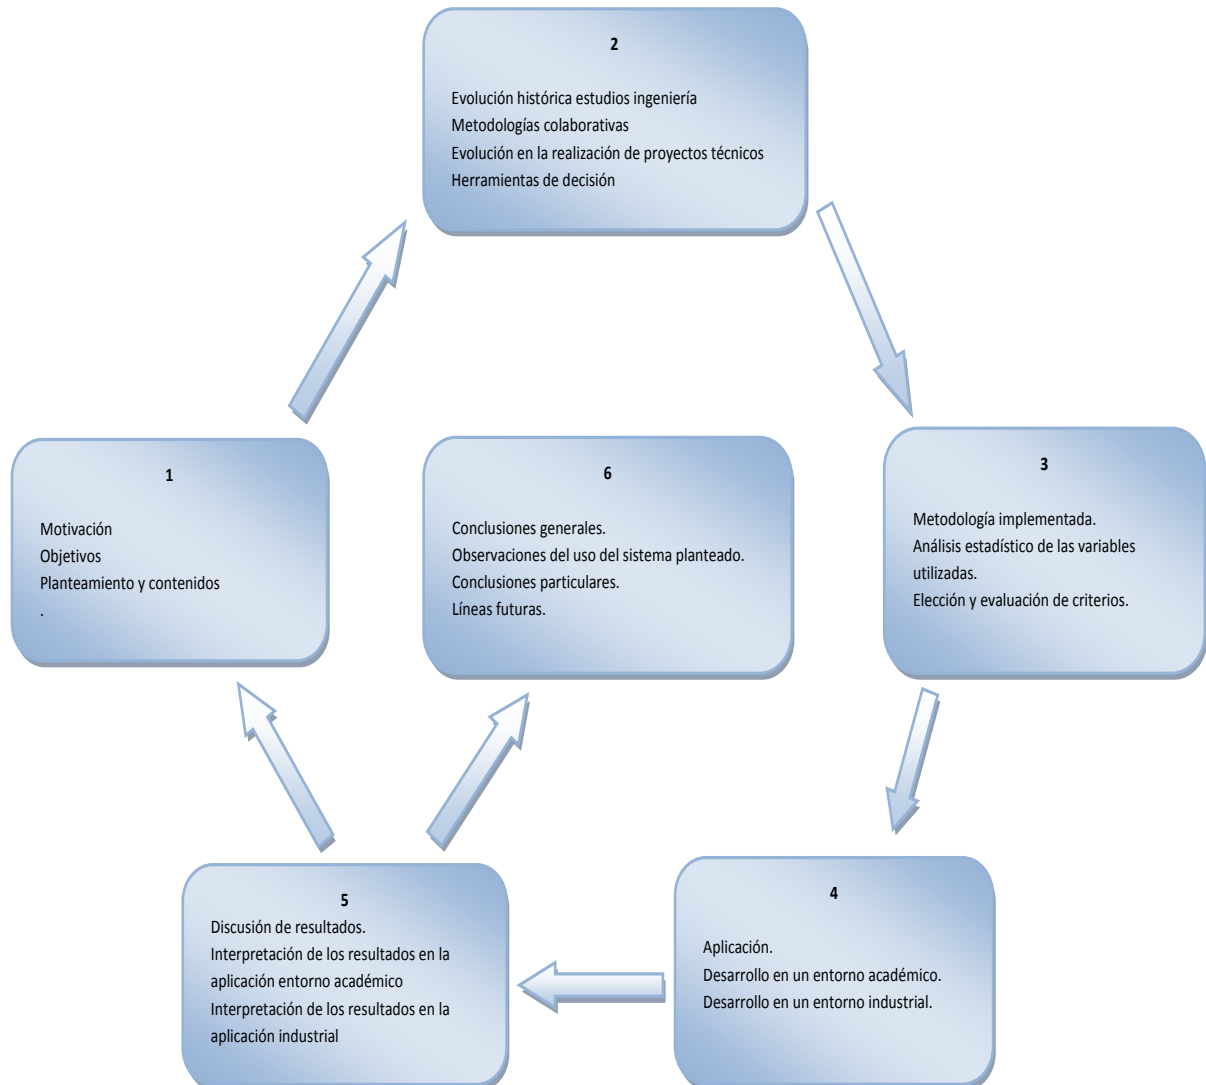 2
Evolución histórica estudios ingeniería
Metodologías colaborativas
Evolución en la realización de proyectos técnicos
Herramientas de decisión
1
Motivación
Objetivos
Planteamiento y contenidos
.
6
Conclusiones generales.
Observaciones del uso del sistema planteado.
Conclusiones particulares.
Líneas futuras.
3
Metodología implementada.
Análisis estadístico de las variables
utilizadas.
Elección y evaluación de criterios.
5
Discusión de resultados.
Interpretación de los resultados en la
aplicación entorno académico
Interpretación de los resultados en la
aplicación industrial
4
Aplicación.
Desarrollo en un entorno académico.
Desarrollo en un entorno industrial.